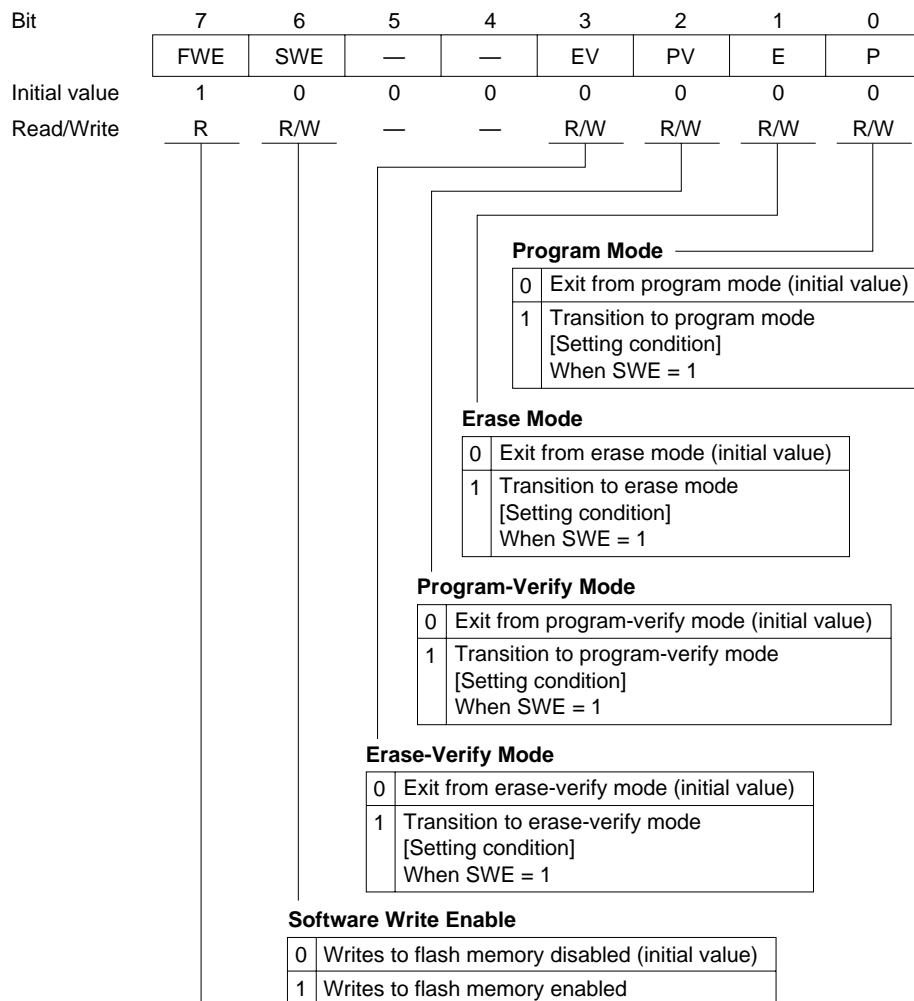 Bit 7 6 5 4 3 2 1 0
FWE SWE — — EV PV E P
Initial value 1 0 0 0 0 0 0 0
Read/Write R R/W — — R/W R/W R/W R/W
Program Mode
0 Exit from program mode (initial value)
1 Transition to program mode
[Setting condition]
When SWE = 1
Erase Mode
0 Exit from erase mode (initial value)
1 Transition to erase mode
[Setting condition]
When SWE = 1
Program-Verify Mode
0 Exit from program-verify mode (initial value)
1 Transition to program-verify mode
[Setting condition]
When SWE = 1
Erase-Verify Mode
0 Exit from erase-verify mode (initial value)
1 Transition to erase-verify mode
[Setting condition]
When SWE = 1
Software Write Enable
0 Writes to flash memory disabled (initial value)
1 Writes to flash memory enabled